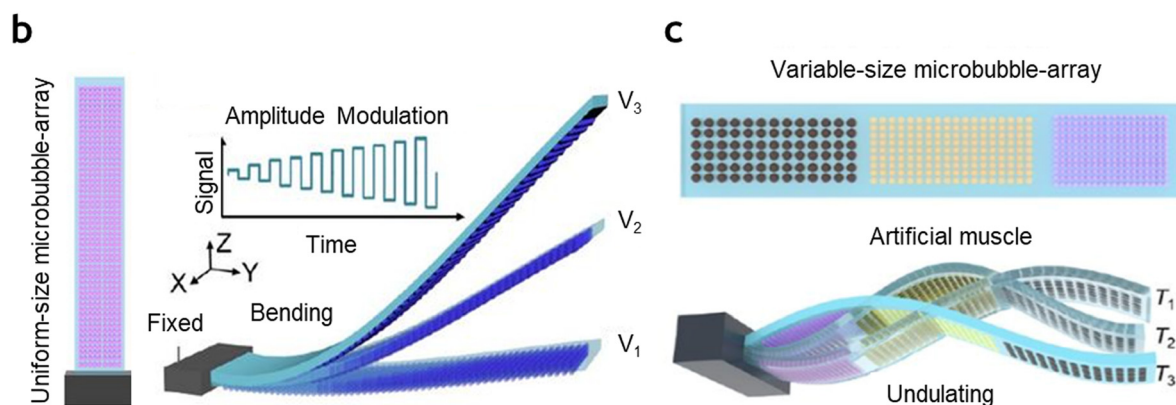 b
Uniform-size microbubble-array
Amplitude Modulation
Signal
Time
Z
X
Y
Fixed
Bending
V3
V2
V1
c
Variable-size microbubble-array
Artificial muscle
T1
T2
T3
Undulating